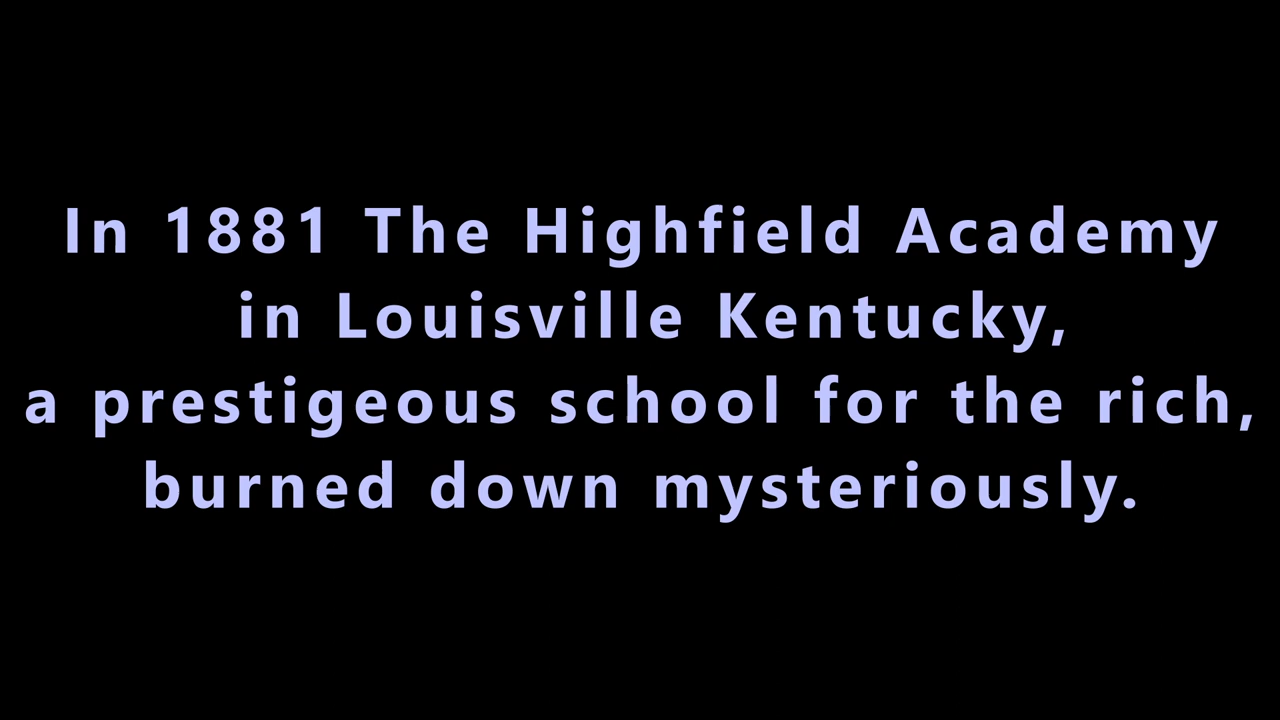 In 1881 The Highfield Academy
in Louisville Kentucky,
a prestigeous school for the rich,
burned down mysteriously.